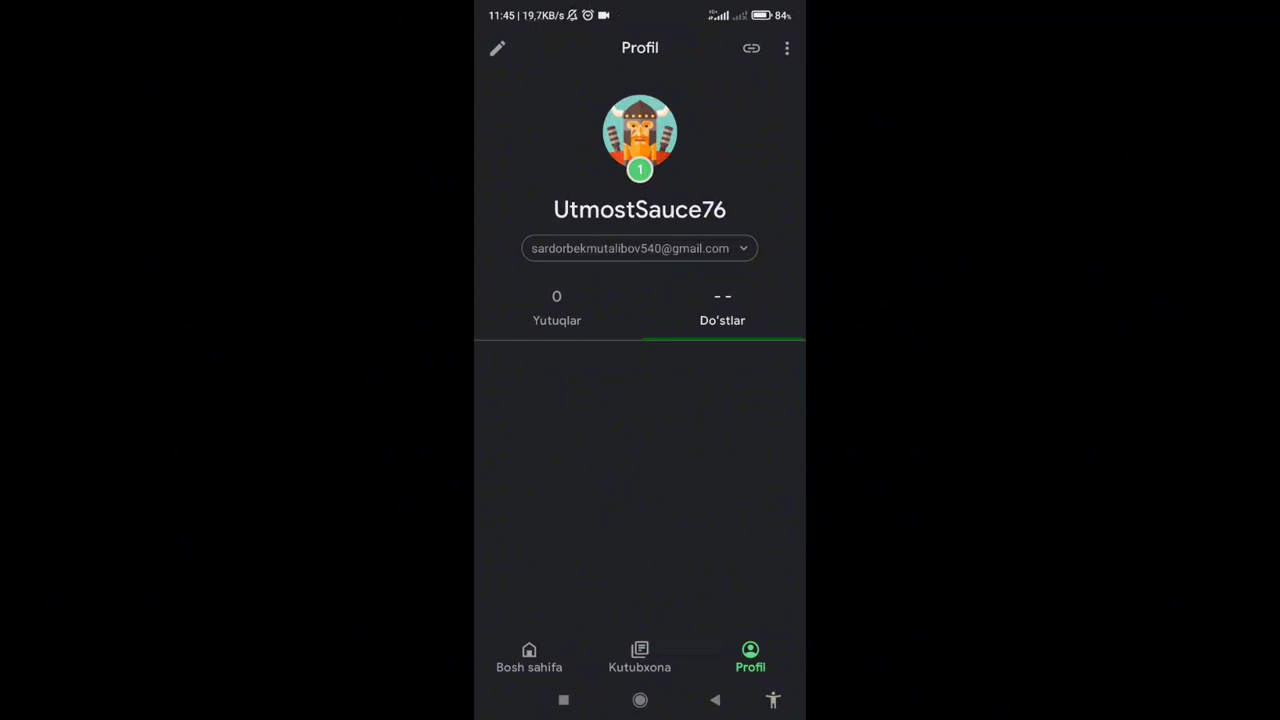 11:45 | 19,7KB/s 84%
Profil
1
UtmostSauce76
sardorbekmutalibov540@gmail.com
0 --
Yutuqlar Do‘stlar
Bosh sahifa Kutubxona Profil